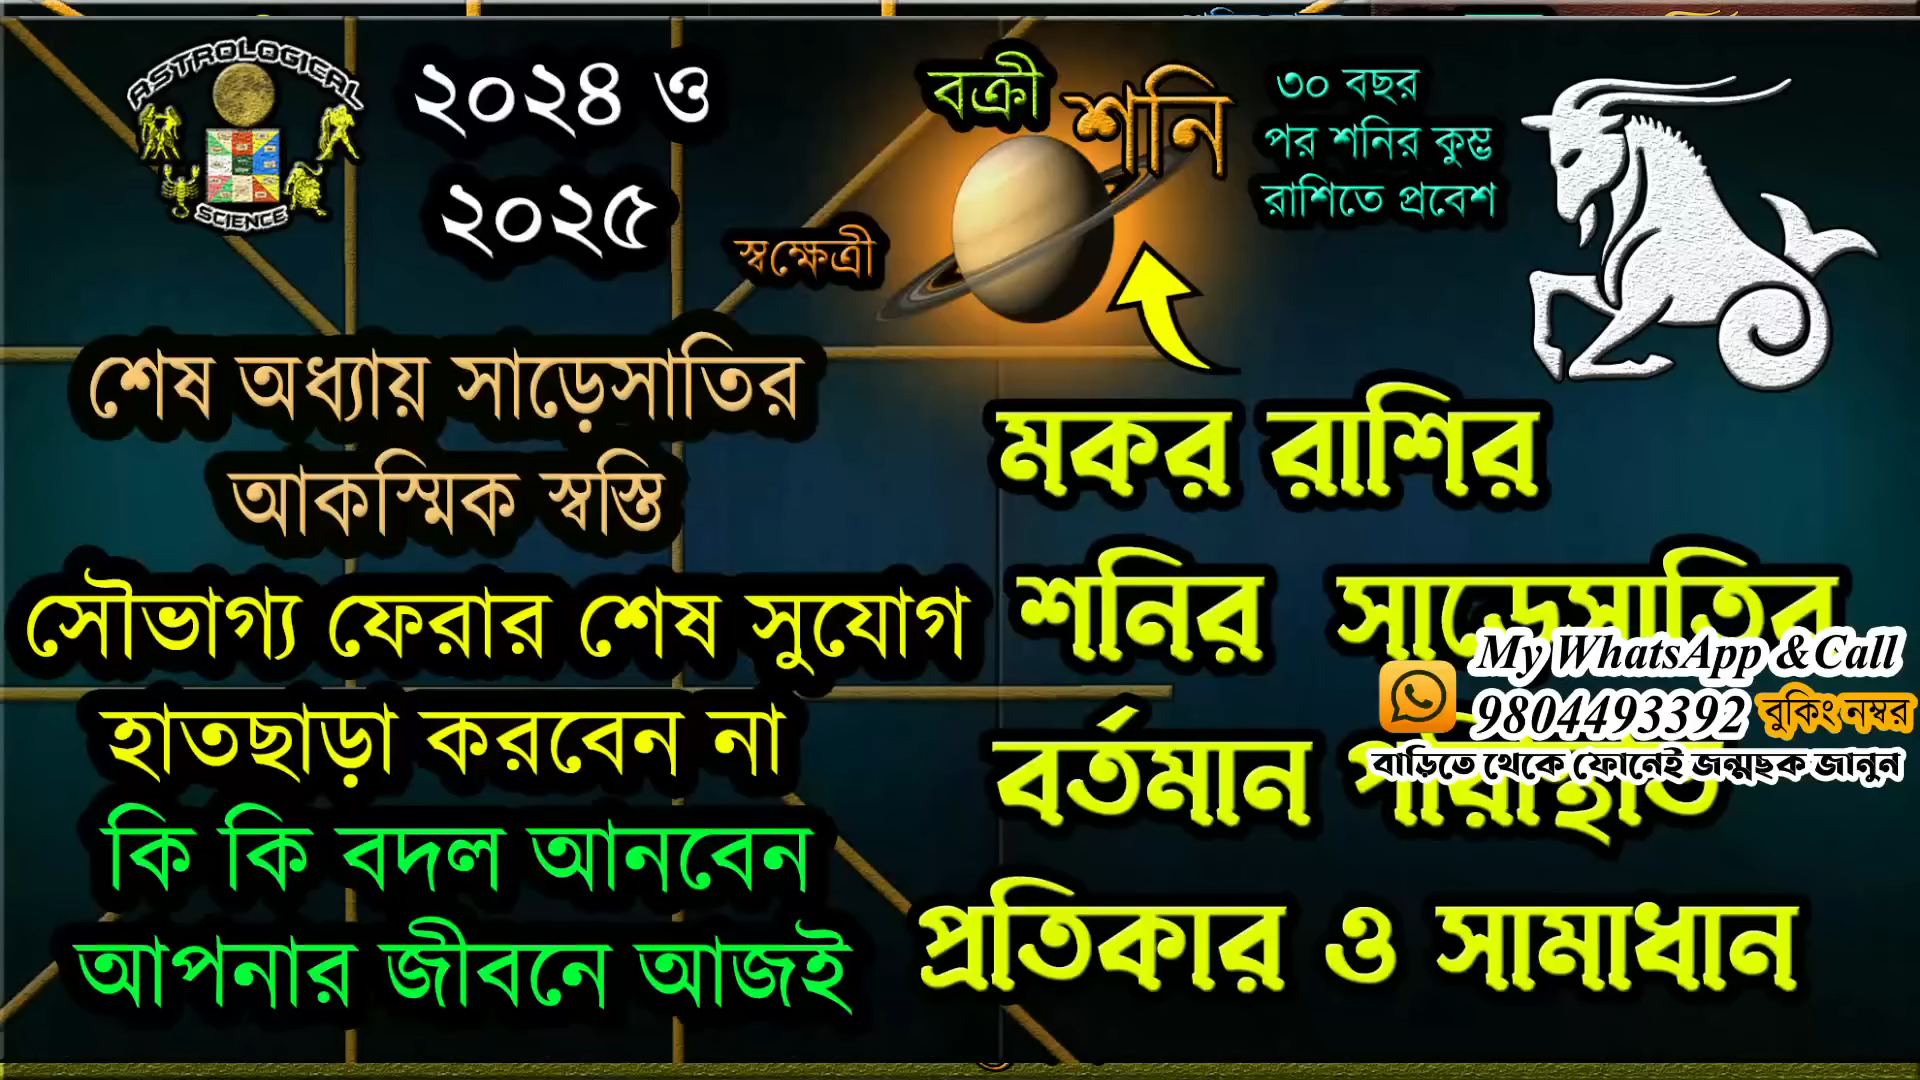 ASTROLOGICAL
SCIENCE
২০২৪ ও
২০২৫
বক্রী
শনি
স্বক্ষেত্রী
৩০ বছর
পর শনির কুম্ভ
রাশিতে প্রবেশ
শেষ অধ্যায় সাড়েসাতির
আকস্মিক স্বস্তি
সৌভাগ্য ফেরার শেষ সুযোগ
হাতছাড়া করবেন না
কি কি বদল আনবেন
আপনার জীবনে আজই
মকর রাশির
শনির সাড়েসাতির
বর্তমান পরিস্থিতি
প্রতিকার ও সামাধান
My WhatsApp & Call
9804493392 বুকিং নম্বর
বাড়িতে থেকে ফোনেই জন্মছক জানুন